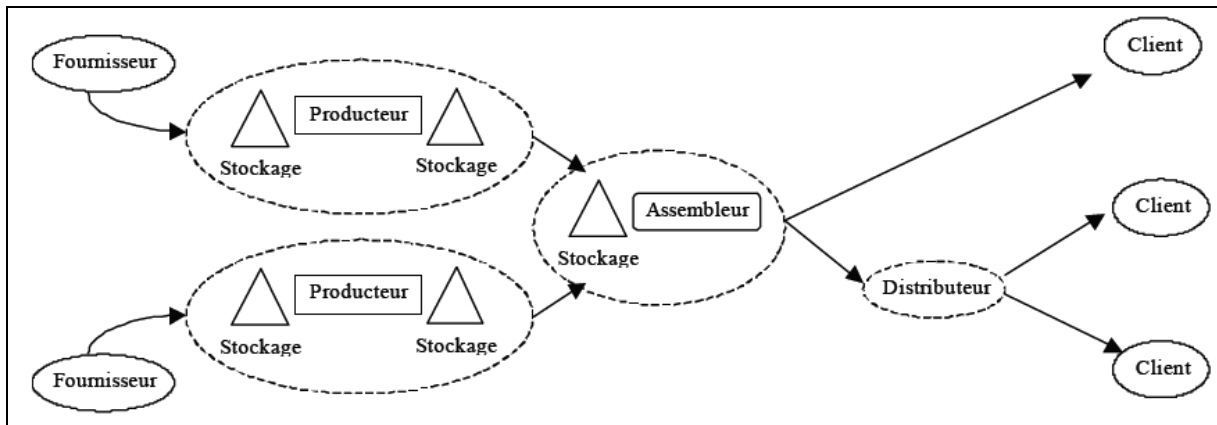 Fournisseur
Producteur
Stockage
Stockage
Producteur
Stockage
Stockage
Fournisseur
Assembleur
Stockage
Distributeur
Client
Client
Client